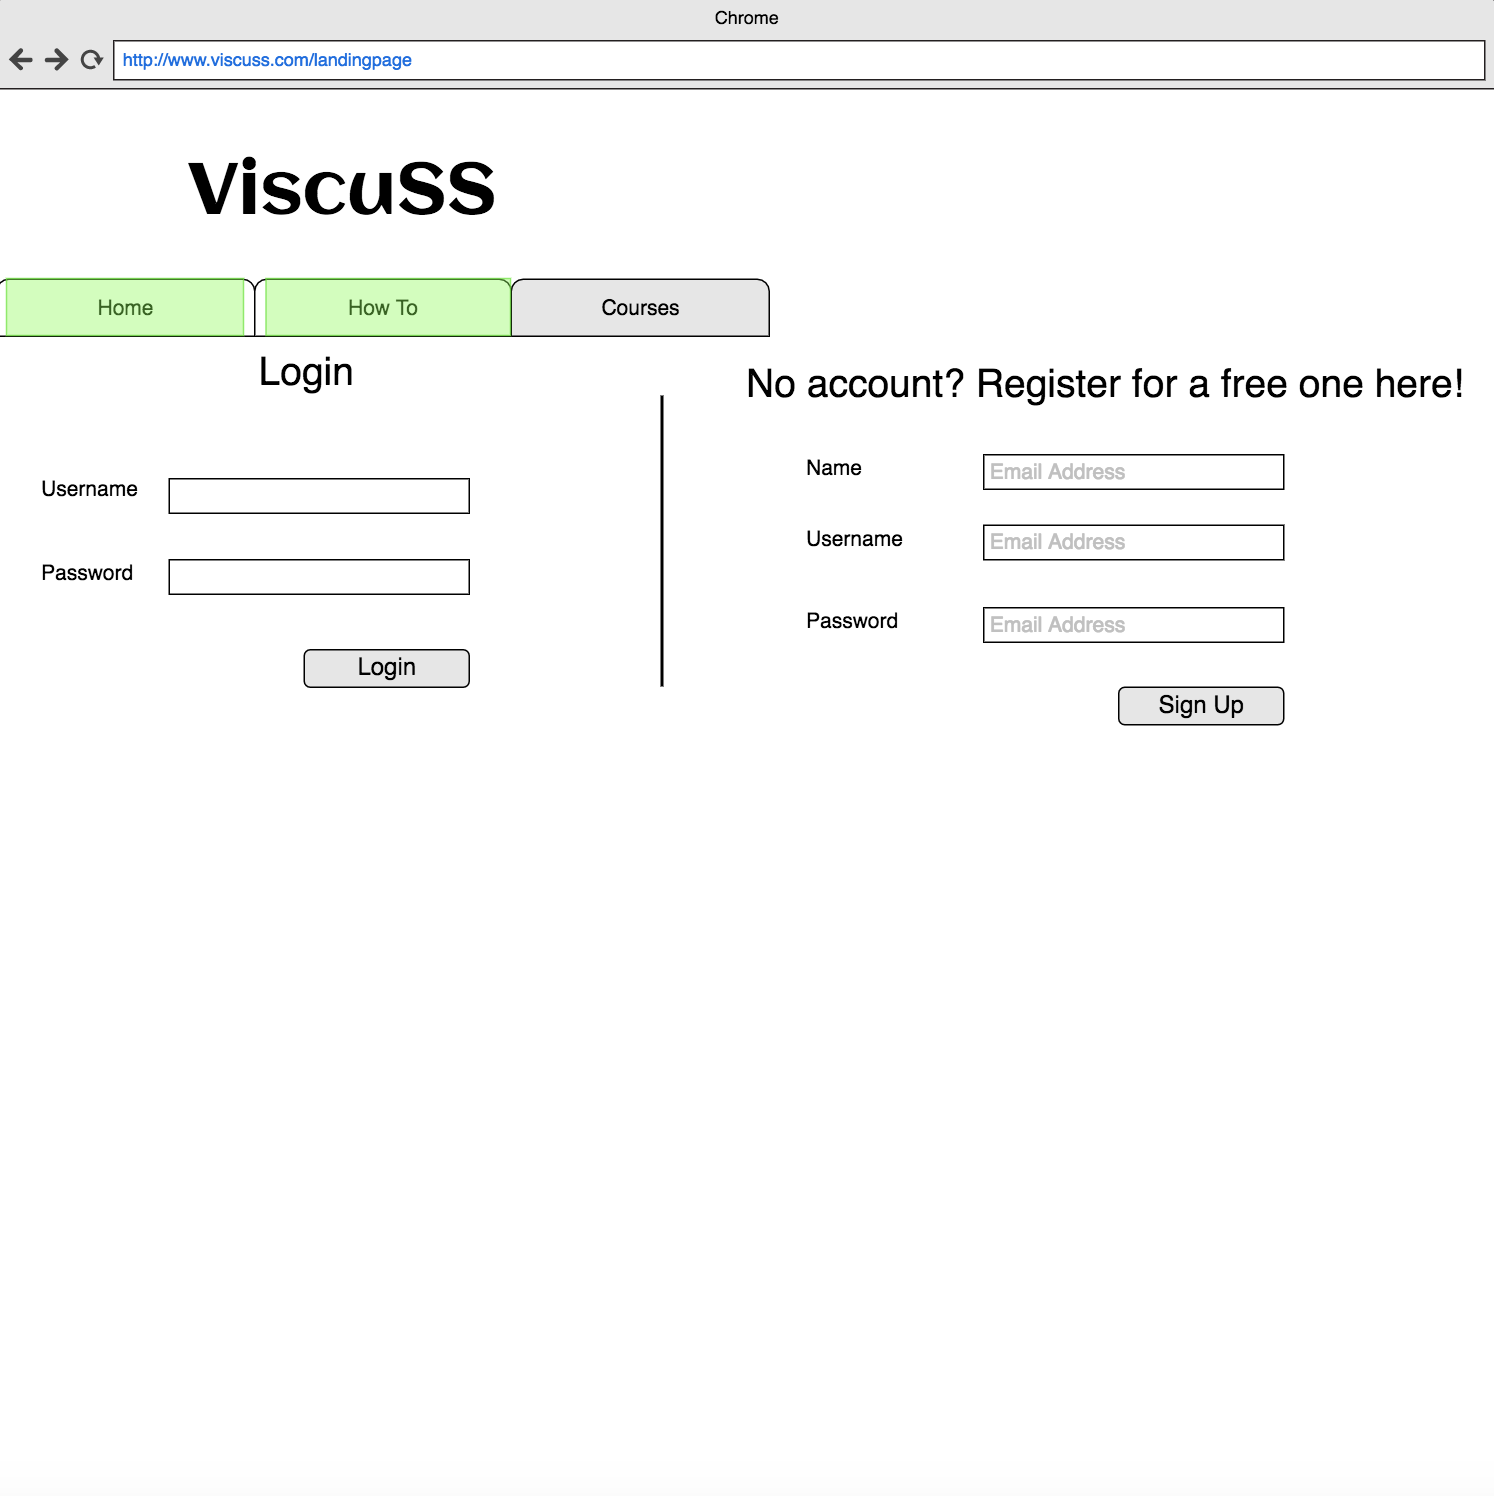 Chrome
http://www.viscuss.com/landingpage
ViscuSS
Home How To Courses
Login
No account? Register for a free one here!
Username
Password
Login
Name Email Address
Username Email Address
Password Email Address
Sign Up